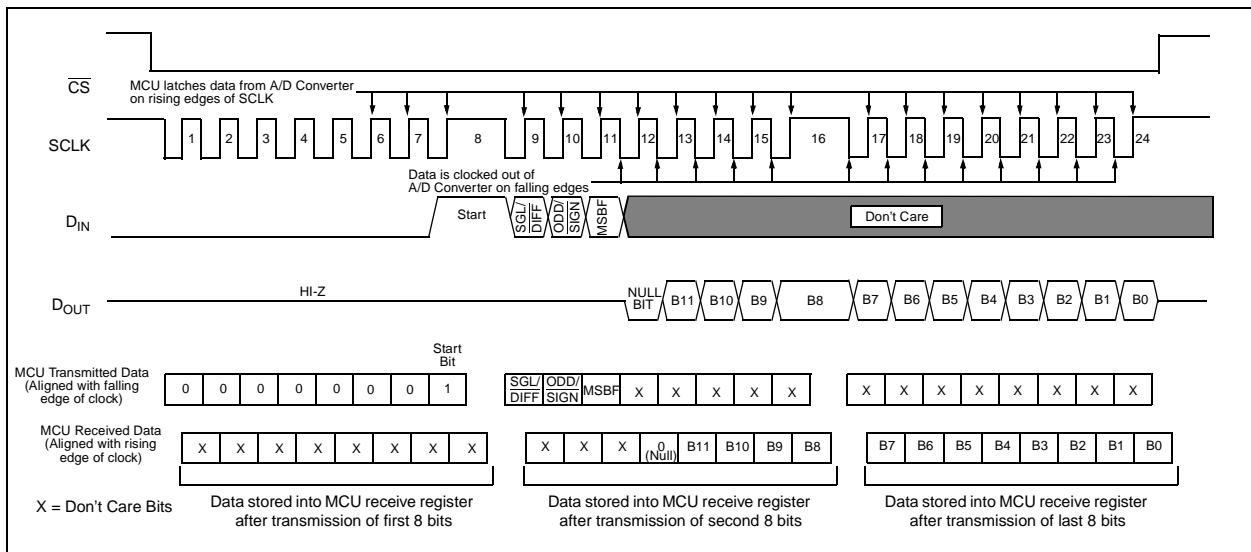 CS
MCU latches data from A/D Converter
on rising edges of SCLK
SCLK
1 2 3 4 5 6 7 8 9 10 11 12 13 14 15 16 17 18 19 20 21 22 23 24
Data is clocked out of
A/D Converter on falling edges
DIN
Start
SGL/
DIFF
ODD/
SIGN
MSBF
Don't Care
DOUT
HI-Z
NULL
BIT
B11 B10 B9 B8 B7 B6 B5 B4 B3 B2 B1 B0
Start
Bit
MCU Transmitted Data
(Aligned with falling
edge of clock)
0 0 0 0 0 0 0 1
SGL/
DIFF
ODD/
SIGN
MSBF X X X X X
X X X X X X X X
MCU Received Data
(Aligned with rising
edge of clock)
X X X X X X X X
X X X 0
(Null)
B11 B10 B9 B8
B7 B6 B5 B4 B3 B2 B1 B0
X = Don't Care Bits
Data stored into MCU receive register
after transmission of first 8 bits
Data stored into MCU receive register
after transmission of second 8 bits
Data stored into MCU receive register
after transmission of last 8 bits